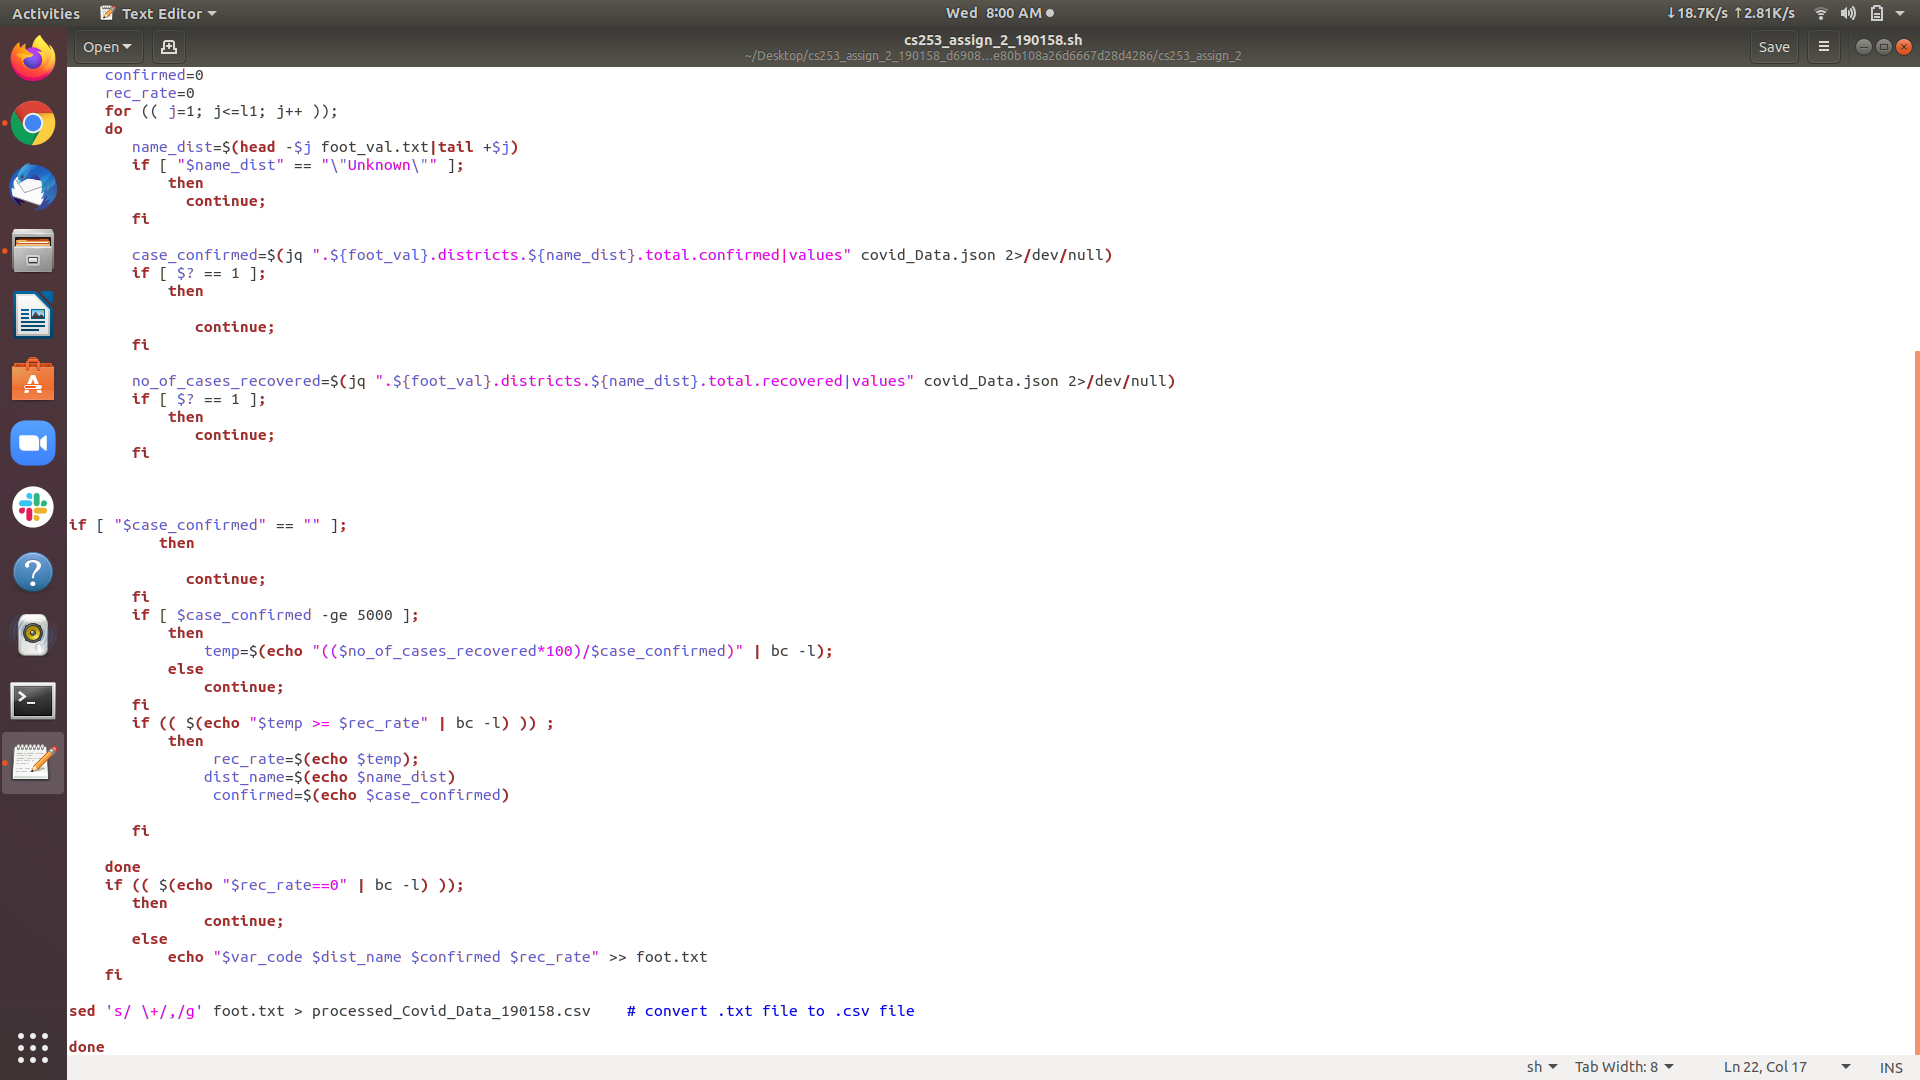 Activities Text Editor Wed 8:00 AM ↓18.7K/s ↑2.81K/s
Open cs253_assign_2_190158.sh Save
~/Desktop/cs253_assign_2_190158_d6908...e80b108a26d6667d28d4286/cs253_assign_2
confirmed=0
rec_rate=0
for (( j=1; j<=l1; j++ ));
do
name_dist=$(head -$j foot_val.txt|tail +$j)
if [ "$name_dist" == "\"Unknown\"" ];
then
continue;
fi
case_confirmed=$(jq ".${foot_val}.districts.${name_dist}.total.confirmed|values" covid_Data.json 2>/dev/null)
if [ $? == 1 ];
then
continue;
fi
no_of_cases_recovered=$(jq ".${foot_val}.districts.${name_dist}.total.recovered|values" covid_Data.json 2>/dev/null)
if [ $? == 1 ];
then
continue;
fi
if [ "$case_confirmed" == "" ];
then
continue;
fi
if [ $case_confirmed -ge 5000 ];
then
temp=$(echo "(($no_of_cases_recovered*100)/$case_confirmed)" | bc -l);
else
continue;
fi
if (( $(echo "$temp >= $rec_rate" | bc -l) )) ;
then
rec_rate=$(echo $temp);
dist_name=$(echo $name_dist)
confirmed=$(echo $case_confirmed)
fi
done
if (( $(echo "$rec_rate==0" | bc -l) ));
then
continue;
else
echo "$var_code $dist_name $confirmed $rec_rate" >> foot.txt
fi
sed 's/ \+/,/g' foot.txt > processed_Covid_Data_190158.csv # convert .txt file to .csv file
done
sh Tab Width: 8 Ln 22, Col 17 INS